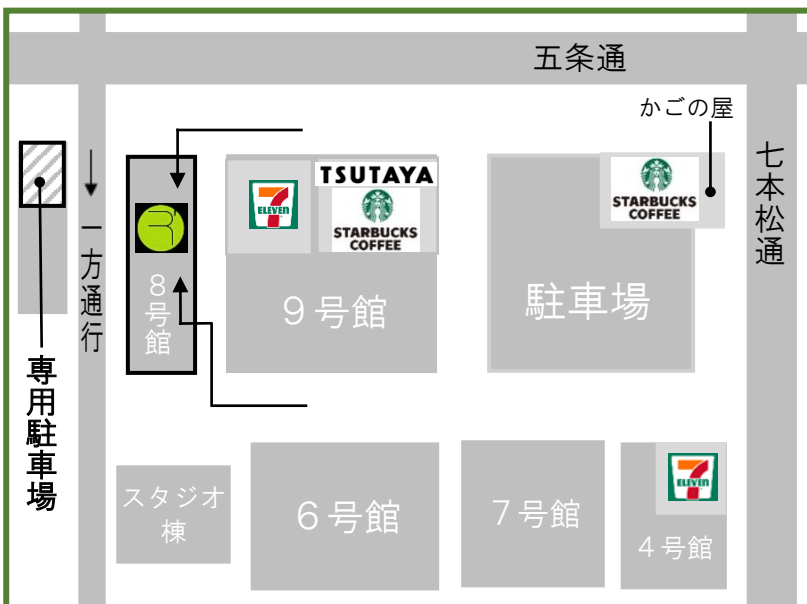 五条通
かごの屋
七本松通
TSUTAYA
STARBUCKS
COFFEE
7
ELEVEN
STARBUCKS
COFFEE
一方通行
8号館
9号館
駐車場
専用駐車場
スタジオ
棟
6号館
7号館
7
ELEVEN
4号館